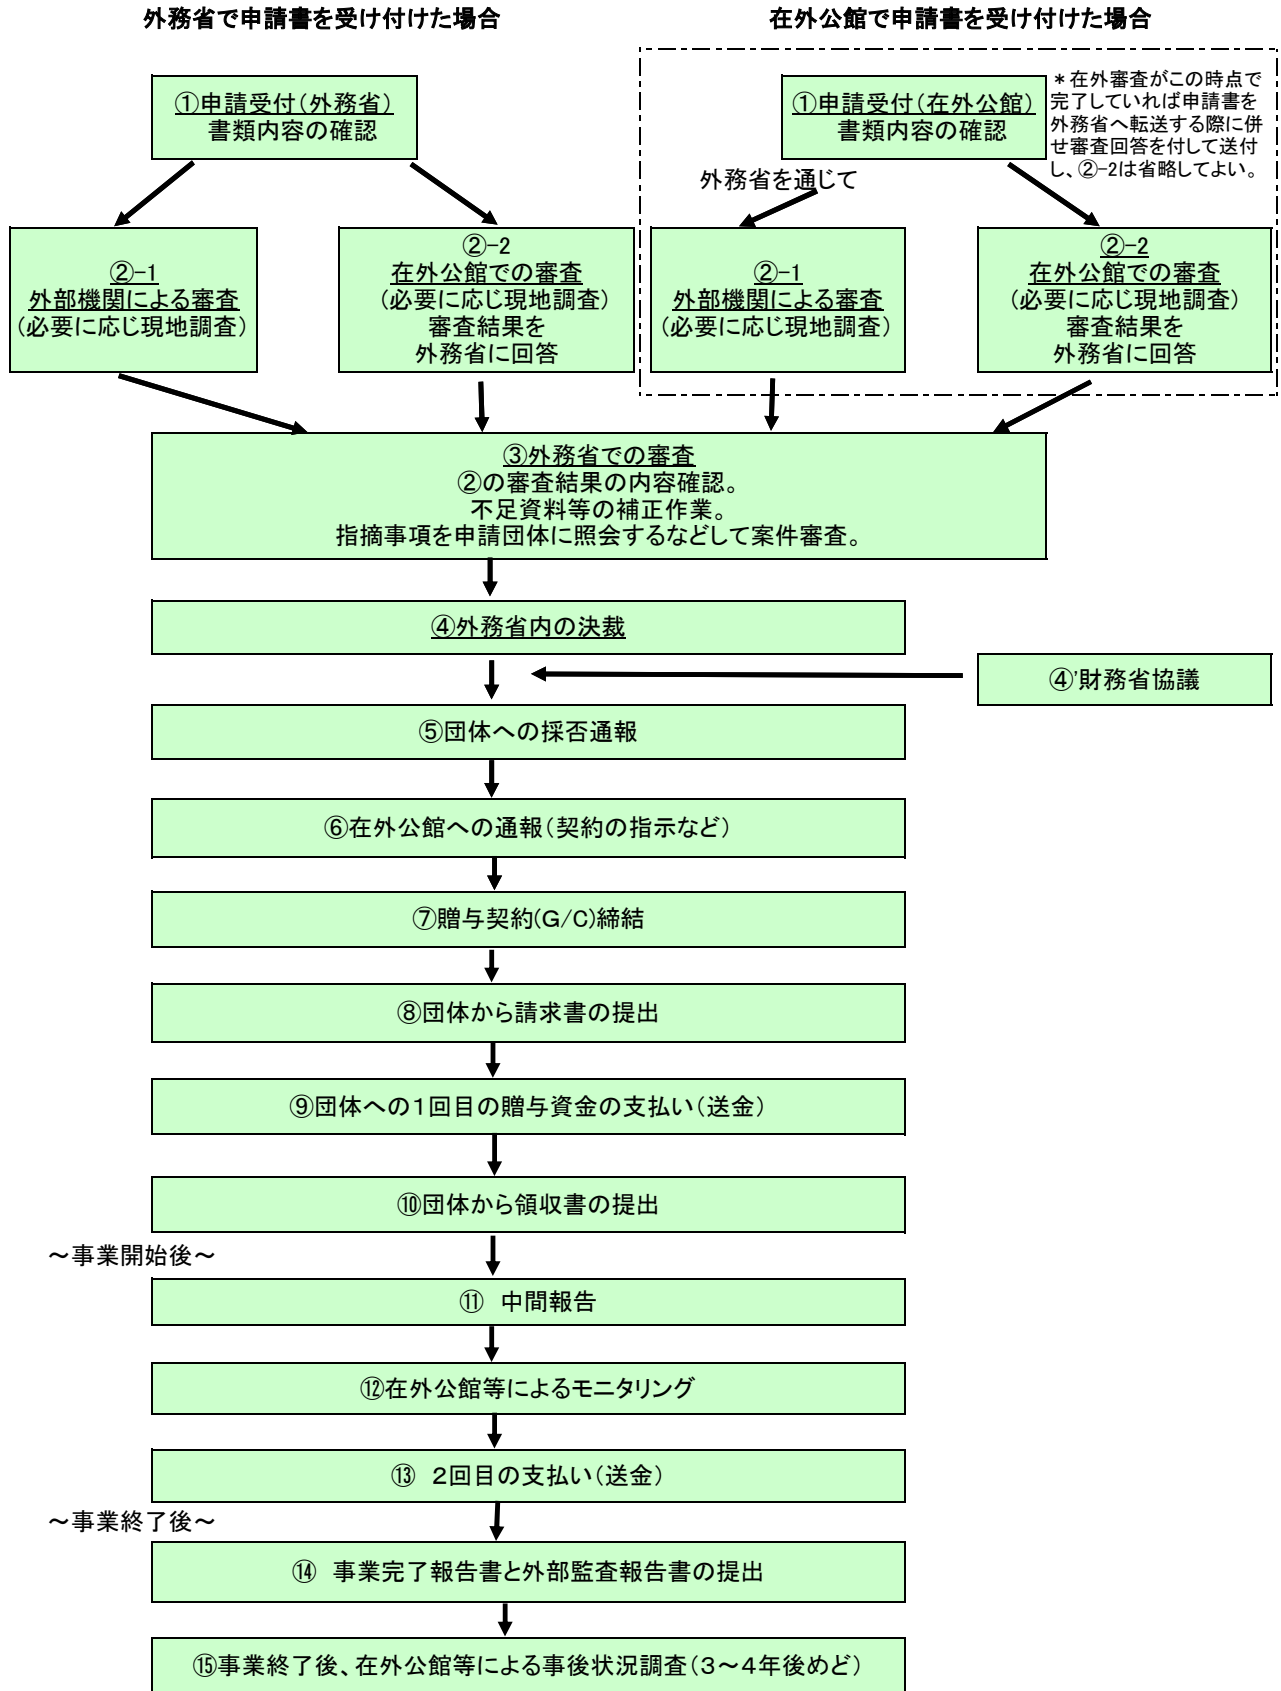 外務省で申請書を受け付けた場合
在外公館で申請書を受け付けた場合
①申請受付（外務省）
書類内容の確認
①申請受付（在外公館）
書類内容の確認
＊在外審査がこの時点で
完了していれば申請書を
外務省へ転送する際に併
せ審査回答を付して送付
し、②-2は省略してよい。
外務省を通じて
②-1
外部機関による審査
（必要に応じ現地調査）
②-2
在外公館での審査
（必要に応じ現地調査）
審査結果を
外務省に回答
②-1
外部機関による審査
（必要に応じ現地調査）
②-2
在外公館での審査
（必要に応じ現地調査）
審査結果を
外務省に回答
③外務省での審査
②の審査結果の内容確認。
不足資料等の補正作業。
指摘事項を申請団体に照会するなどして案件審査。
④外務省内の決裁
④'財務省協議
⑤団体への採否通報
⑥在外公館への通報（契約の指示など）
⑦贈与契約(G/C)締結
⑧団体から請求書の提出
⑨団体への１回目の贈与資金の支払い（送金）
⑩団体から領収書の提出
～事業開始後～
⑪　中間報告
⑫在外公館等によるモニタリング
⑬　２回目の支払い（送金）
～事業終了後～
⑭　事業完了報告書と外部監査報告書の提出
⑮事業終了後、在外公館等による事後状況調査（３～４年後めど）